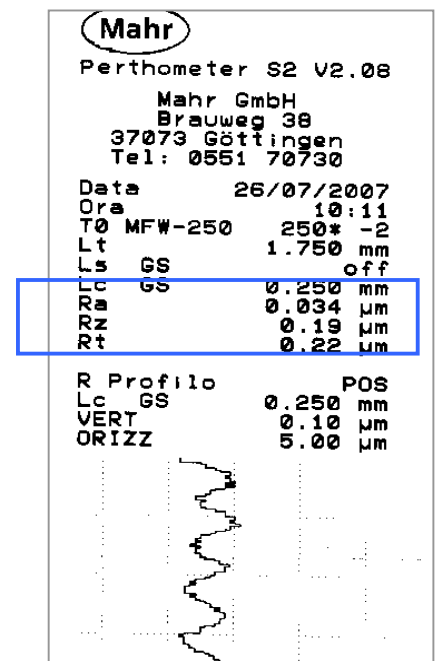 Mahr
Perthometer S2 V2.08
Mahr GmbH
Brauweg 38
37073 Göttingen
Tel: 0551 70730
Data 26/07/2007
Ora 10:11
T0 MFW-250 250* -2
Lt 1.750 mm
Ls GS off
Lc GS 0.250 mm
Ra 0.034 µm
Rz 0.19 µm
Rt 0.22 µm
R Profilo POS
Lc GS 0.250 mm
VERT 0.10 µm
ORIZZ 5.00 µm